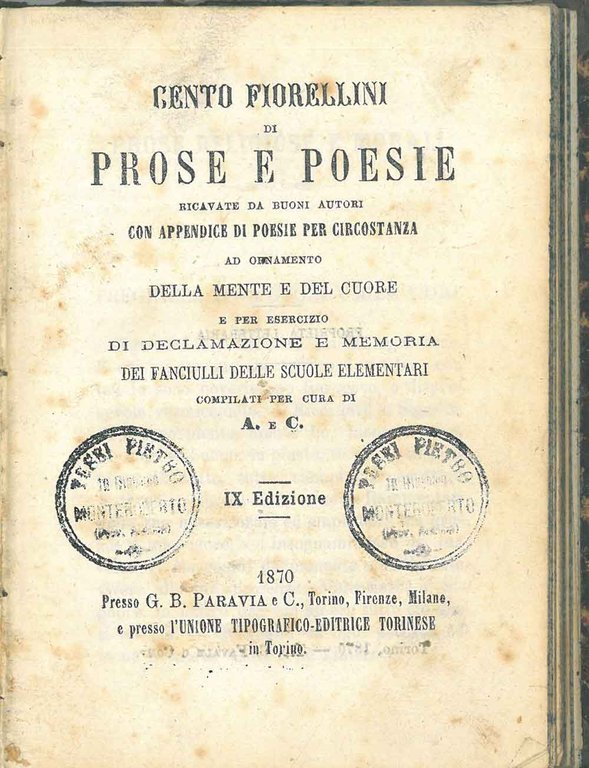 CENTO FIORELLINI
DI
PROSE E POESIE
RICAVATE DA BUONI AUTORI
CON APPENDICE DI POESIE PER CIRCOSTANZA
AD ORNAMENTO
DELLA MENTE E DEL CUORE
E PER ESERCIZIO
DI DECLAMAZIONE E MEMORIA
DEI FANCIULLI DELLE SCUOLE ELEMENTARI
COMPILATI PER CURA DI
A. E C.
PIETRO
PIETRO
IX Edizione
1870
Presso G. B. PARAVIA e C., Torino, Firenze, Milano,
e presso l'UNIONE TIPOGRAFICO-EDITRICE TORINESE
in Torino.